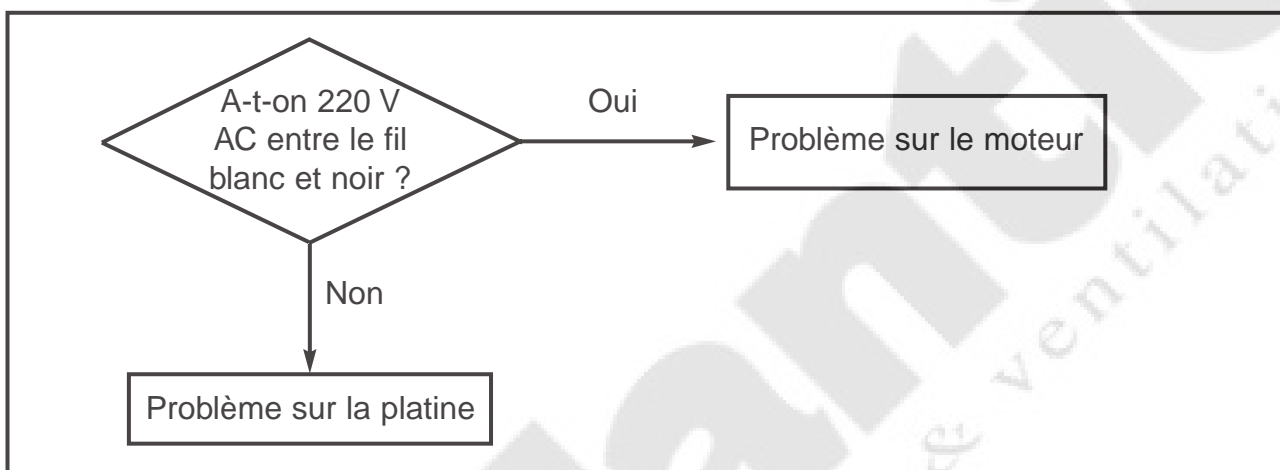 A-t-on 220 V
AC entre le fil
blanc et noir ?
Oui
Problème sur le moteur
Non
Problème sur la platine
& ventilati